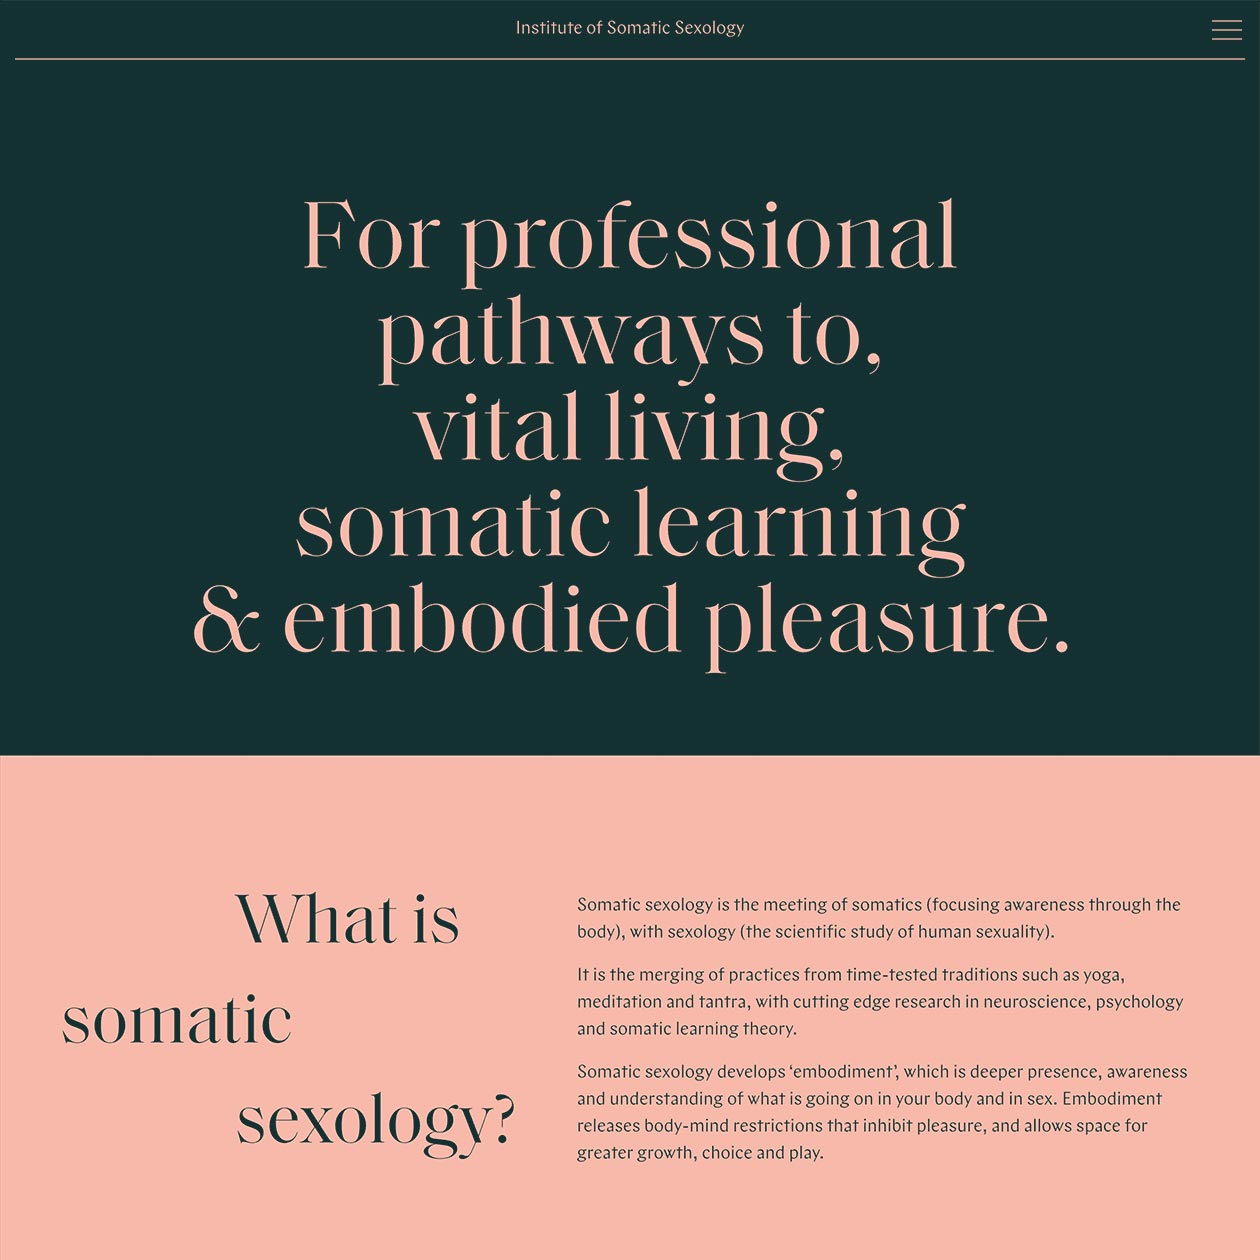 Institute of Somatic Sexology
For professional
pathways to,
vital living,
somatic learning
& embodied pleasure.
What is
somatic
sexology?
Somatic sexology is the meeting of somatics (focusing awareness through the
body), with sexology (the scientific study of human sexuality).
It is the merging of practices from time-tested traditions such as yoga,
meditation and tantra, with cutting edge research in neuroscience, psychology
and somatic learning theory.
Somatic sexology develops ‘embodiment’, which is deeper presence, awareness
and understanding of what is going on in your body and in sex. Embodiment
releases body-mind restrictions that inhibit pleasure, and allows space for
greater growth, choice and play.